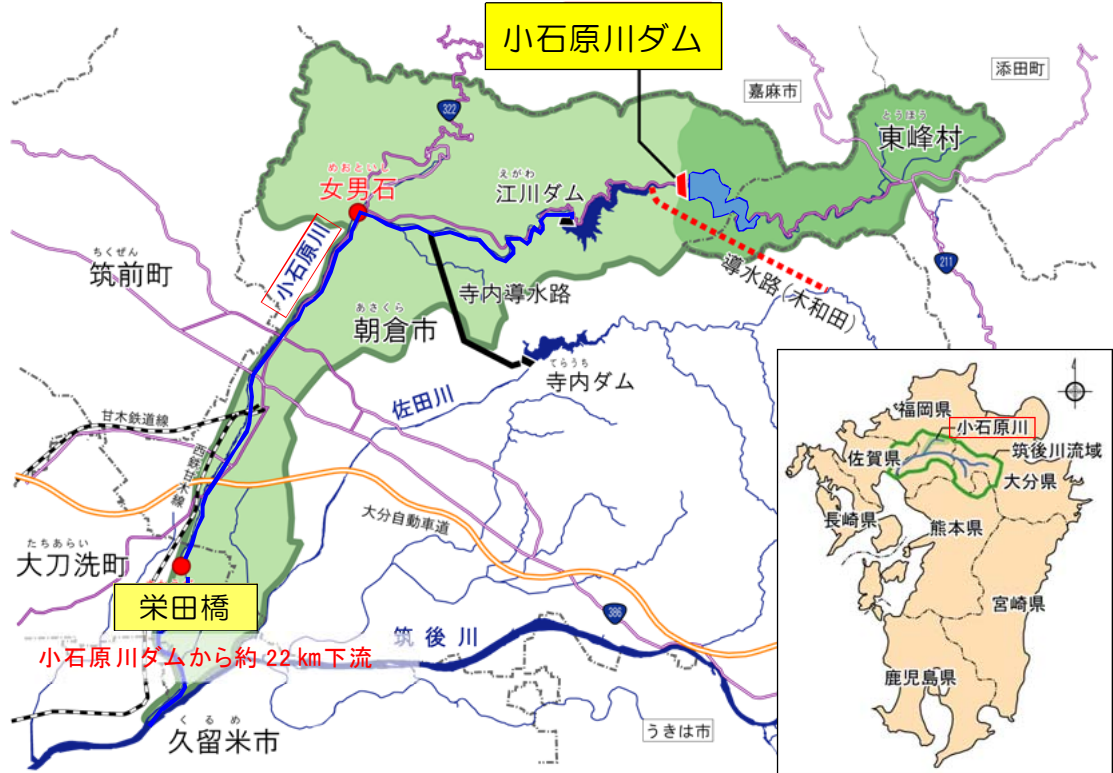 小石原川ダム
嘉麻市
添田町
とうほう
東峰村
322
めおといし
女男石
えがわ
江川ダム
小石原川
ちくぜん
筑前町
寺内導水路
導水路(木和田)
211
あさくら
朝倉市
てらうち
寺内ダム
佐田川
甘木鉄道線
西鉄甘木線
大分自動車道
たちあらい
大刀洗町
栄田橋
386
筑後川
小石原川ダムから約22km下流
くるめ
久留米市
うきは市
福岡県
小石原川
佐賀県
筑後川流域
大分県
長崎県
熊本県
宮崎県
鹿児島県